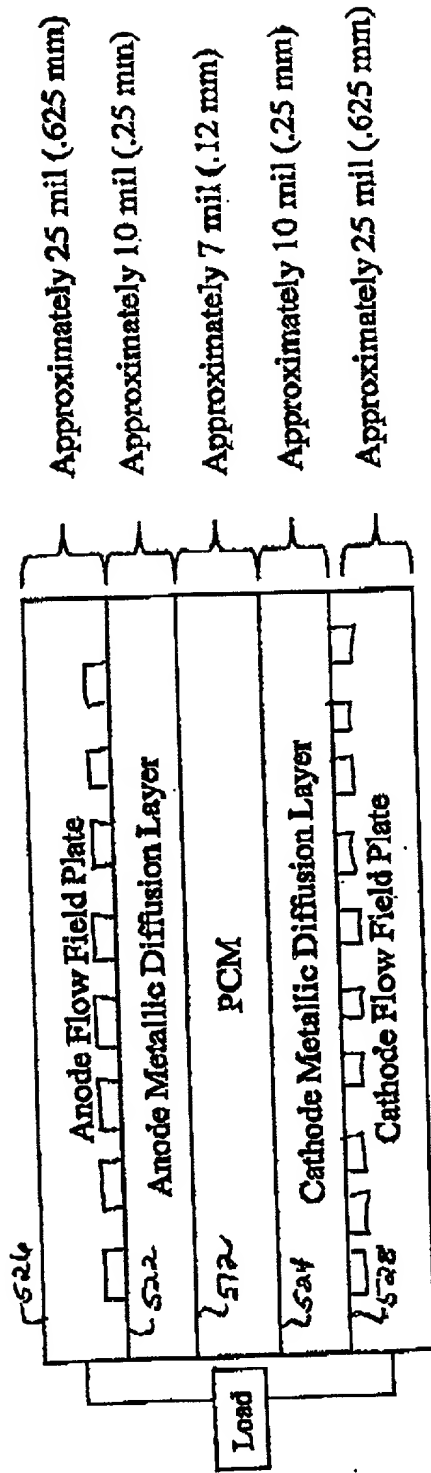 526
Anode Flow Field Plate
Approximately 25 mil (.625 mm)
522
Anode Metallic Diffusion Layer
Approximately 10 mil (.25 mm)
572
PCM
Approximately 7 mil (.12 mm)
524
Cathode Metallic Diffusion Layer
Approximately 10 mil (.25 mm)
528
Cathode Flow Field Plate
Approximately 25 mil (.625 mm)
Load